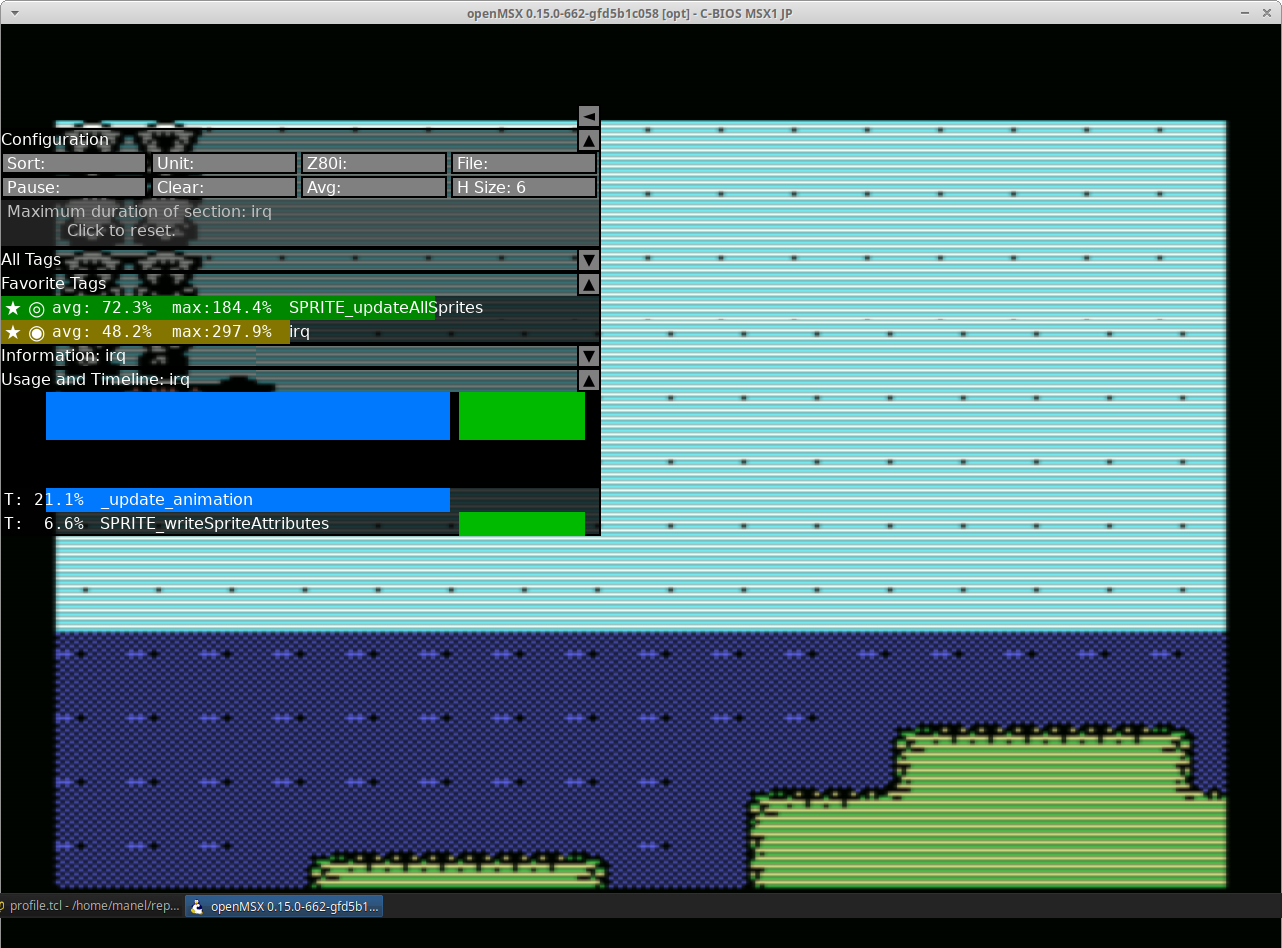 openMSX 0.15.0-662-gfd5b1c058 [opt] - C-BIOS MSX1 JP
Configuration
Sort: Unit: Z80i: File:
Pause: Clear: Avg: H Size: 6
Maximum duration of section: irq
Click to reset.
All Tags
Favorite Tags
avg: 72.3% max:184.4% SPRITE_updateAllSprites
avg: 48.2% max:297.9% irq
Information: irq
Usage and Timeline: irq
T: 21.1% _update_animation
T: 6.6% SPRITE_writeSpriteAttributes
profile.tcl - /home/manel/rep... openMSX 0.15.0-662-gfd5b1...